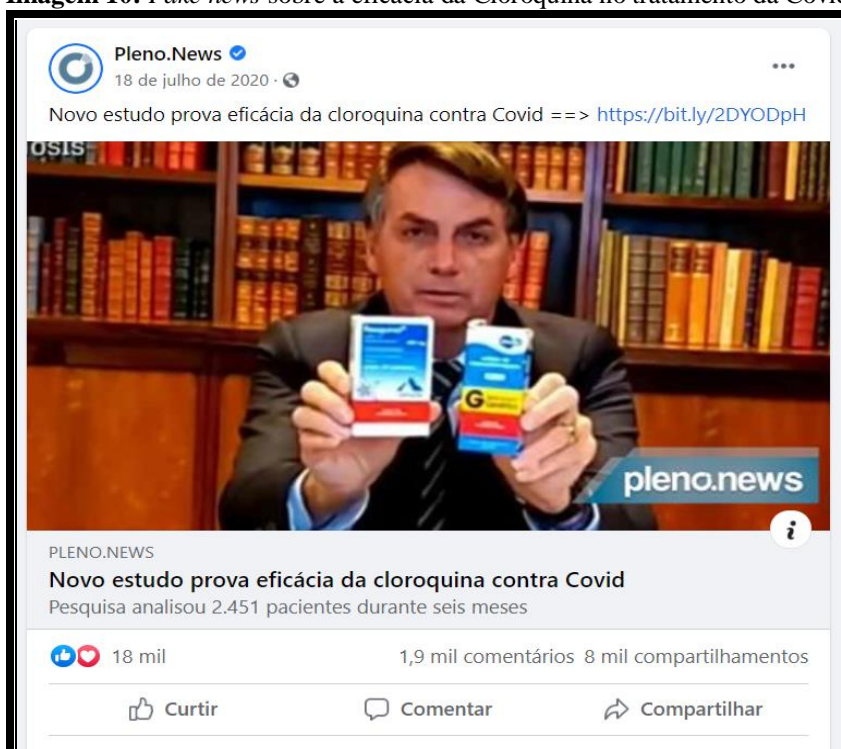 Imagem 10: Fake news sobre a eficácia da Cloroquina no tratamento da Covid
Pleno.News
18 de julho de 2020 ·
Novo estudo prova eficácia da cloroquina contra Covid ==> https://bit.ly/2DYODpH
OSIS
G
pleno.news
PLENO.NEWS
Novo estudo prova eficácia da cloroquina contra Covid
Pesquisa analisou 2.451 pacientes durante seis meses
18 mil 1,9 mil comentários 8 mil compartilhamentos
Curtir Comentar Compartilhar